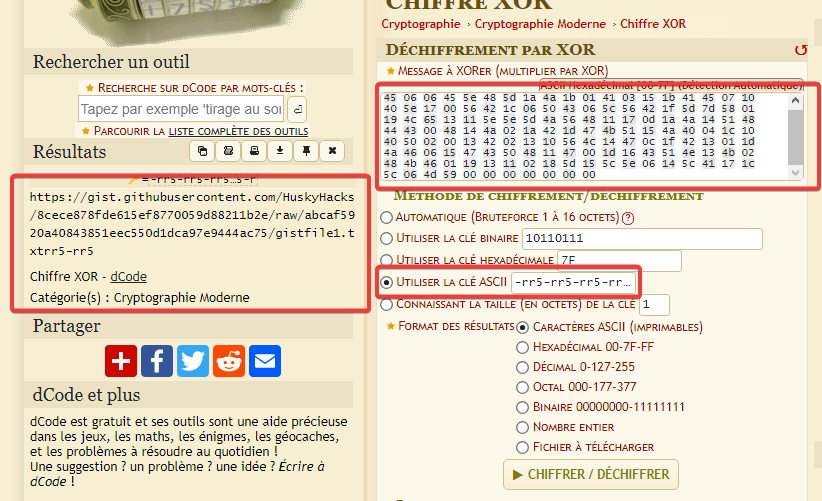 Rechercher un outil
★ Recherche sur dCode par mots-clés :
Tapez par exemple 'tirage au sor
★ Parcourir la liste complète des outils
Résultats
=-rr5-rr5-rr5…5-r
https://gist.githubusercontent.com/HuskyHacks
/8cece878fde615ef8770059d88211b2e/raw/abcaf59
20a40843851eec550d1dca97e9444ac75/gistfile1.t
xtrr5-rr5
Chiffre XOR - dCode
Catégorie(s) : Cryptographie Moderne
Partager
dCode et plus
dCode est gratuit et ses outils sont une aide précieuse
dans les jeux, les maths, les énigmes, les géocaches,
et les problèmes à résoudre au quotidien !
Une suggestion ? un problème ? une idée ? Écrire à
dCode !
Chiffre XOR
Cryptographie › Cryptographie Moderne › Chiffre XOR
Déchiffrement par XOR
★ Message à XORer (multiplier par XOR)
ASCII Hexadécimal [00-7F] (Détection Automatique)
45 06 06 45 5e 48 5d 1a 4a 1b 01 41 03 15 1b 41 45 07 10
40 5e 17 00 56 42 1c 06 50 43 06 5c 56 42 1f 5d 7d 58 01
19 4c 65 13 11 5e 5e 5d 4a 56 48 11 17 0d 1a 4a 14 51 48
44 43 00 48 14 4a 02 1a 42 1d 47 4b 51 15 4a 40 04 1c 10
40 50 02 00 13 42 02 13 10 56 4c 14 47 0c 1f 42 13 01 1d
4a 46 06 15 47 43 50 48 11 47 00 1d 16 43 51 4e 13 4b 02
48 4b 46 01 19 13 11 02 18 5d 15 5c 5e 06 14 5c 41 17 1c
5c 06 4d 59 00 00 00 00 00
Méthode de chiffrement/déchiffrement
Automatique (Bruteforce 1 à 16 octets) ?
Utiliser la clé binaire 10110111
Utiliser la clé hexadécimale 7F
Utiliser la clé ASCII -rr5-rr5-rr5-rr…
Connaissant la taille (en octets) de la clé 1
★ Format des résultats Caractères ASCII (imprimables)
Hexadécimal 00-7F-FF
Décimal 0-127-255
Octal 000-177-377
Binaire 00000000-11111111
Nombre entier
Fichier à télécharger
▶ Chiffrer / Déchiffrer